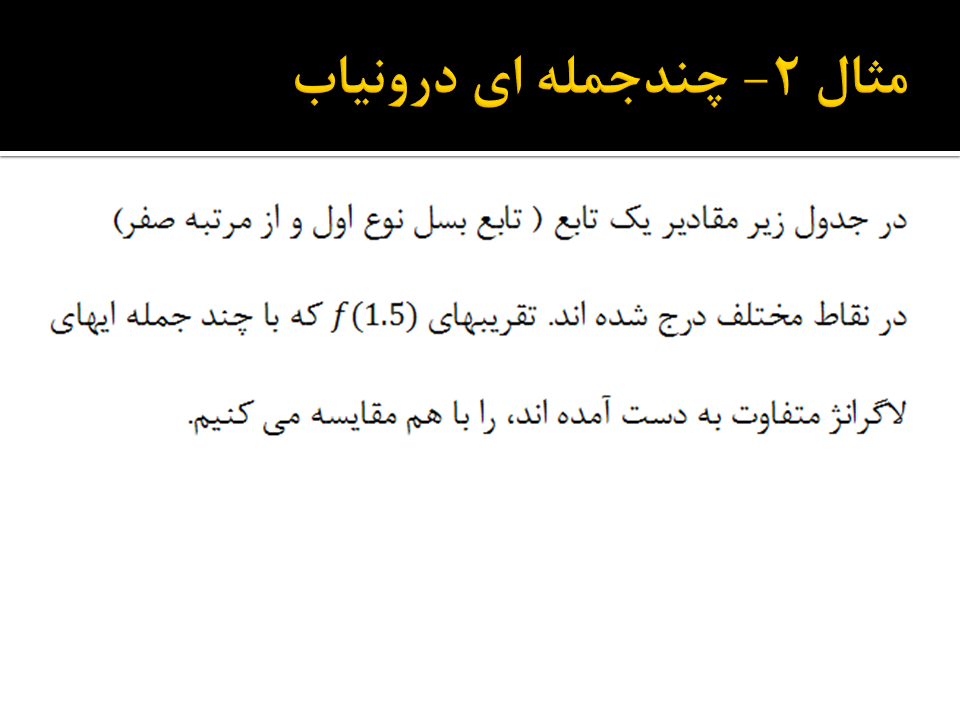 مثال ۲- چندجمله ای درونیاب
در جدول زیر مقادیر یک تابع ( تابع بسل نوع اول و از مرتبه صفر)
در نقاط مختلف درج شده اند. تقریبهای f(1.5) که با چند جمله ایهای
لاگرانژ متفاوت به دست آمده اند، را با هم مقایسه می کنیم.